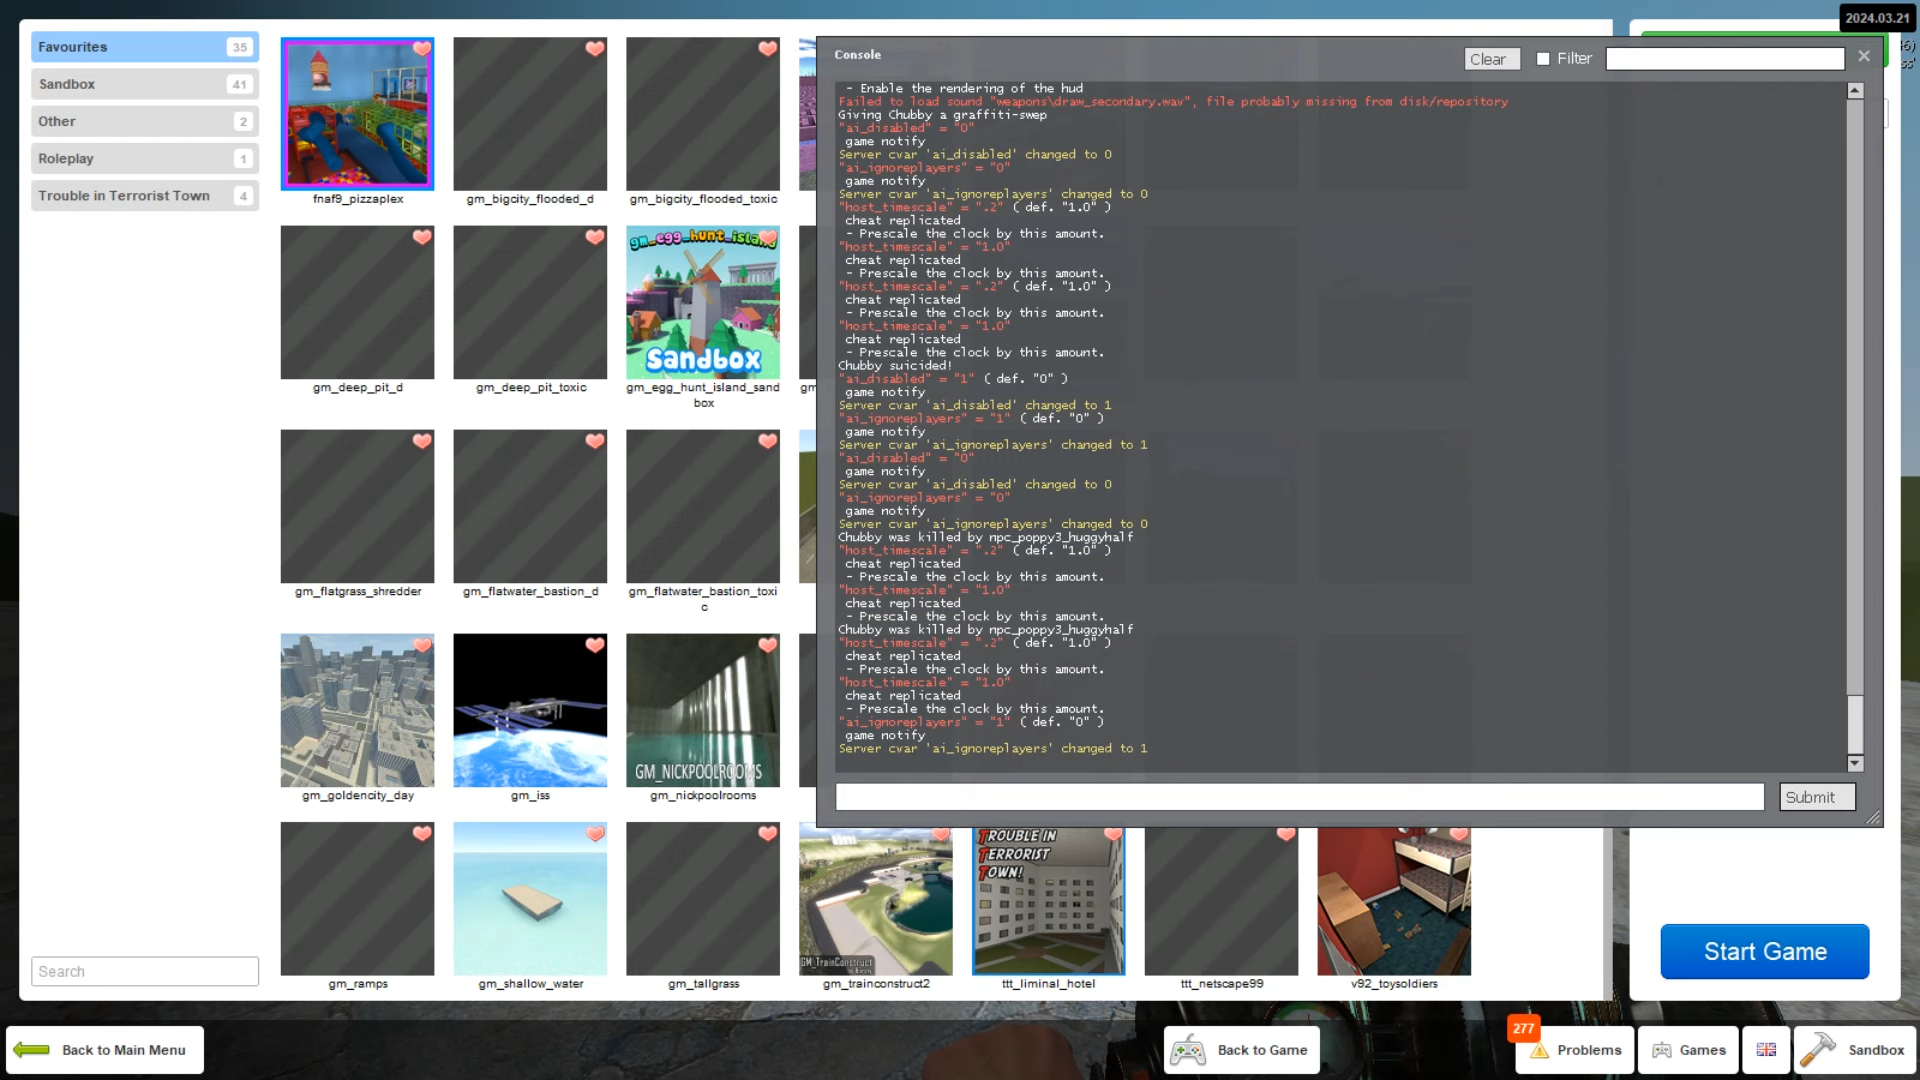 2024.03.21
Favourites 35
Sandbox 41
Other 2
Roleplay 1
Trouble in Terrorist Town 4
Search
fnaf9_pizzaplex
gm_bigcity_flooded_d
gm_bigcity_flooded_toxic
gm_deep_pit_d
gm_deep_pit_toxic
gm_egg_hunt_island
Sandbox
gm_egg_hunt_island_sand
box
gm_flatgrass_shredder
gm_flatwater_bastion_d
gm_flatwater_bastion_toxi
c
gm_goldencity_day
gm_iss
GM_NICKPOOLROOMS
gm_nickpoolrooms
gm_ramps
gm_shallow_water
gm_tallgrass
GM_TrainConstruct
gm_trainconstruct2
TROUBLE IN
TERRORIST
TOWN!
ttt_liminal_hotel
ttt_netscape99
v92_toysoldiers
Console
Clear
Filter
- Enable the rendering of the hud
Failed to load sound "weapons\draw_secondary.wav", file probably missing from disk/repository
Giving Chubby a graffiti-swep
"ai_disabled" = "0"
game notify
Server cvar 'ai_disabled' changed to 0
"ai_ignoreplayers" = "0"
game notify
Server cvar 'ai_ignoreplayers' changed to 0
"host_timescale" = ".2" ( def. "1.0" )
cheat replicated
- Prescale the clock by this amount.
"host_timescale" = "1.0"
cheat replicated
- Prescale the clock by this amount.
"host_timescale" = ".2" ( def. "1.0" )
cheat replicated
- Prescale the clock by this amount.
"host_timescale" = "1.0"
cheat replicated
- Prescale the clock by this amount.
Chubby suicided!
"ai_disabled" = "1" ( def. "0" )
game notify
Server cvar 'ai_disabled' changed to 1
"ai_ignoreplayers" = "1" ( def. "0" )
game notify
Server cvar 'ai_ignoreplayers' changed to 1
"ai_disabled" = "0"
game notify
Server cvar 'ai_disabled' changed to 0
"ai_ignoreplayers" = "0"
game notify
Server cvar 'ai_ignoreplayers' changed to 0
Chubby was killed by npc_poppy3_huggyhalf
"host_timescale" = ".2" ( def. "1.0" )
cheat replicated
- Prescale the clock by this amount.
"host_timescale" = "1.0"
cheat replicated
- Prescale the clock by this amount.
Chubby was killed by npc_poppy3_huggyhalf
"host_timescale" = ".2" ( def. "1.0" )
cheat replicated
- Prescale the clock by this amount.
"host_timescale" = "1.0"
cheat replicated
- Prescale the clock by this amount.
"ai_ignoreplayers" = "1" ( def. "0" )
game notify
Server cvar 'ai_ignoreplayers' changed to 1
Submit
Start Game
Back to Main Menu
Back to Game
277
Problems
Games
Sandbox